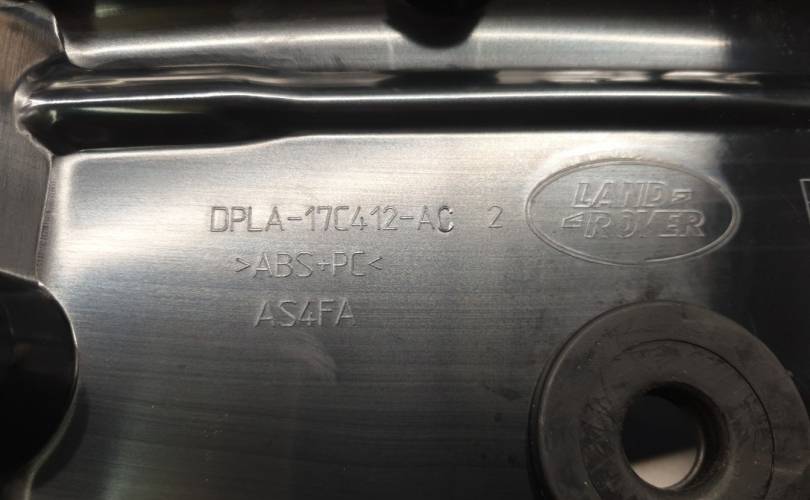 DPLA-17C412-AC 2
>ABS+PC<
AS4FA
LAND
ROVER